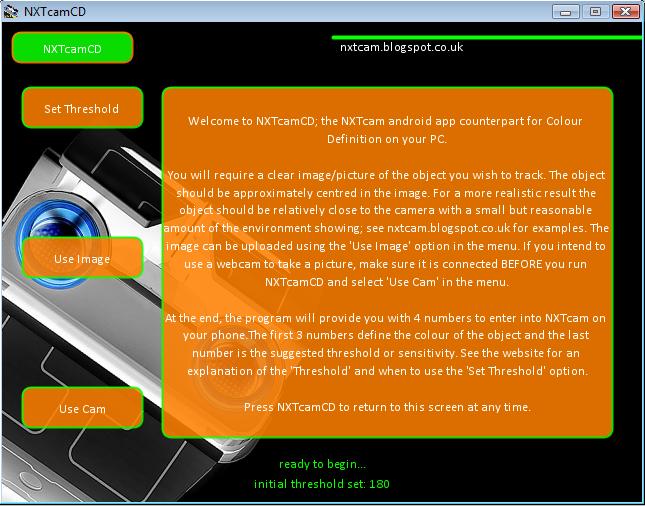 NXTcamCD
NXTcamCD
nxtcam.blogspot.co.uk
Set Threshold
Welcome to NXTcamCD; the NXTcam android app counterpart for Colour
Definition on your PC.
You will require a clear image/picture of the object you wish to track. The object
should be approximately centred in the image. For a more realistic result the
object should be relatively close to the camera with a small but reasonable
amount of the environment showing; see nxtcam.blogspot.co.uk for examples. The
image can be uploaded using the 'Use Image' option in the menu. If you intend to
use a webcam to take a picture, make sure it is connected BEFORE you run
NXTcamCD and select 'Use Cam' in the menu.
At the end, the program will provide you with 4 numbers to enter into NXTcam on
your phone.The first 3 numbers define the colour of the object and the last
number is the suggested threshold or sensitivity. See the website for an
explanation of the 'Threshold' and when to use the 'Set Threshold' option.
Press NXTcamCD to return to this screen at any time.
Use Image
Use Cam
ready to begin...
initial threshold set: 180